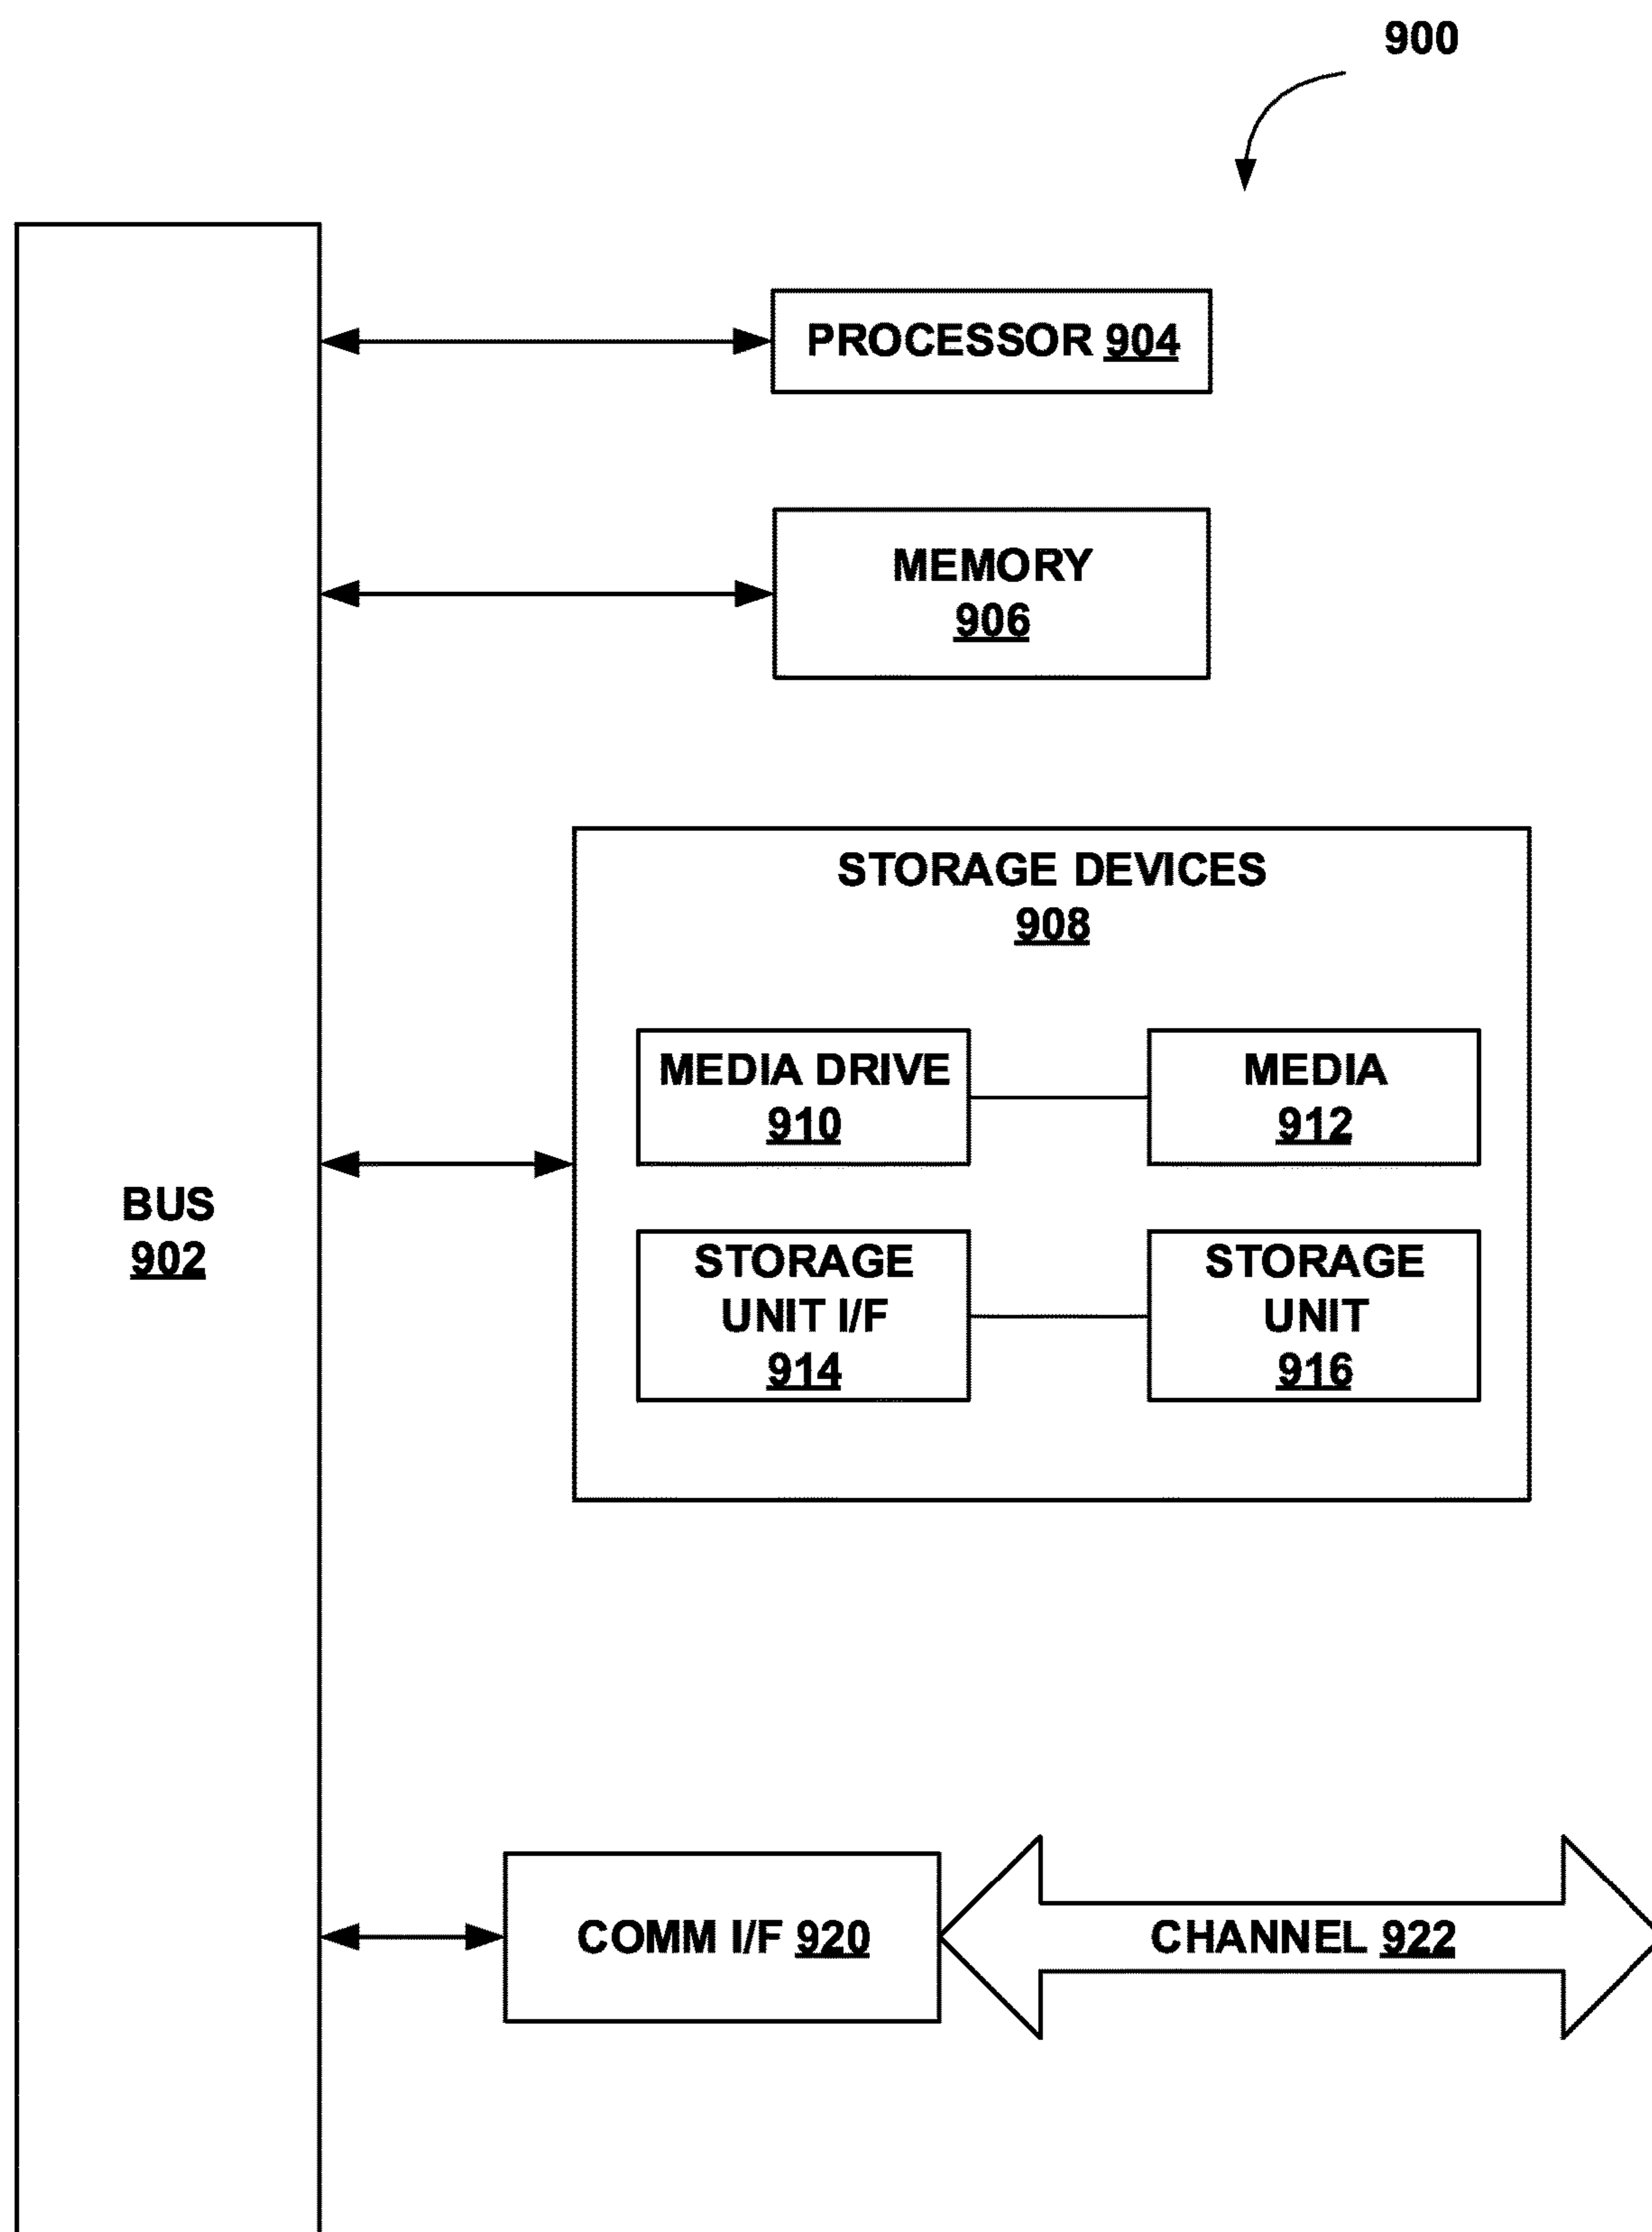 900
PROCESSOR 904
MEMORY
906
STORAGE DEVICES
908
MEDIA DRIVE
910
MEDIA
912
BUS
902
STORAGE
UNIT I/F
914
STORAGE
UNIT
916
COMM I/F 920
CHANNEL 922